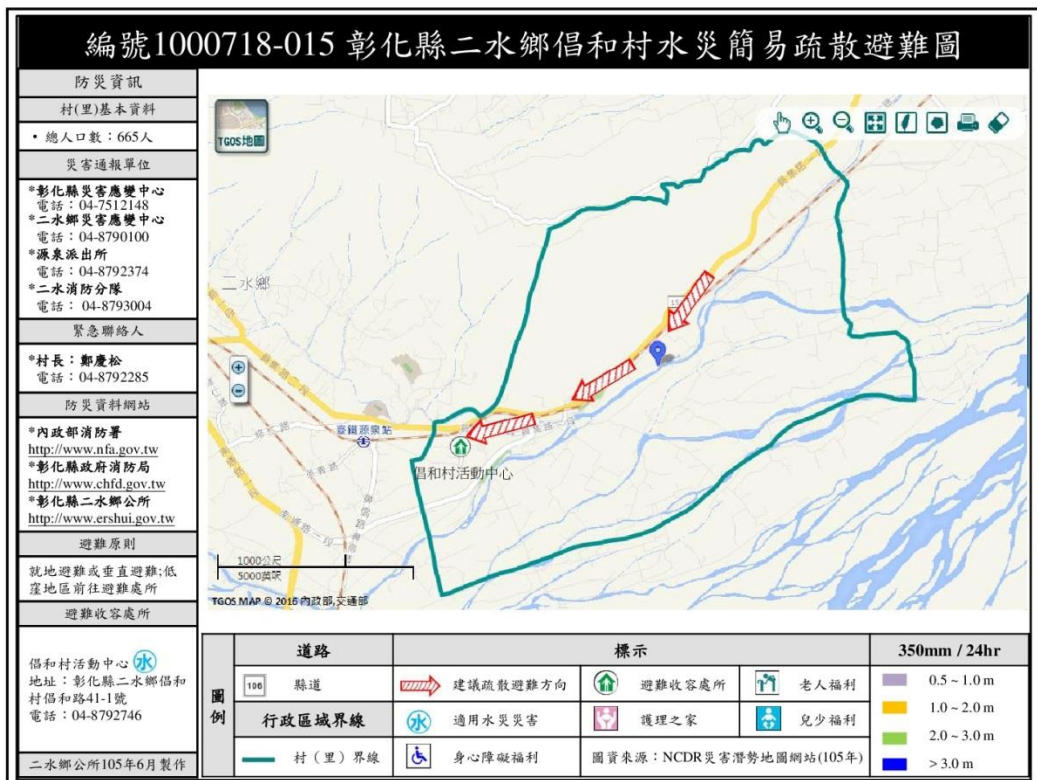 編號1000718-015 彰化縣二水鄉倡和村水災簡易疏散避難圖
防災資訊
村(里)基本資料
• 總人口數：665人
災害通報單位
*彰化縣災害應變中心
電話：04-7512148
*二水鄉災害應變中心
電話：04-8790100
*源泉派出所
電話：04-8792374
*二水消防分隊
電話： 04-8793004
緊急聯絡人
*村長：鄭慶松
電話：04-8792285
防災資料網站
*內政部消防署
http://www.nfa.gov.tw
*彰化縣政府消防局
http://www.chfd.gov.tw
*彰化縣二水鄉公所
http://www.ershui.gov.tw
避難原則
就地避難或垂直避難;低
窪地區前往避難處所
避難收容處所
倡和村活動中心 水
地址：彰化縣二水鄉倡和
村倡和路41-1號
電話：04-8792746
二水鄉公所105年6月製作
TGOS地圖
二水鄉
臺鐵源泉站
倡和村活動中心
1000公尺
5000英呎
TGOS MAP © 2016 內政部,交通部
圖例
道路
標示
350mm / 24hr
106 縣道
建議疏散避難方向
避難收容處所
老人福利
0.5 ~ 1.0 m
行政區域界線
水 適用水災災害
護理之家
兒少福利
1.0 ~ 2.0 m
2.0 ~ 3.0 m
村（里）界線
身心障礙福利
圖資來源：NCDR災害潛勢地圖網站(105年)
> 3.0 m